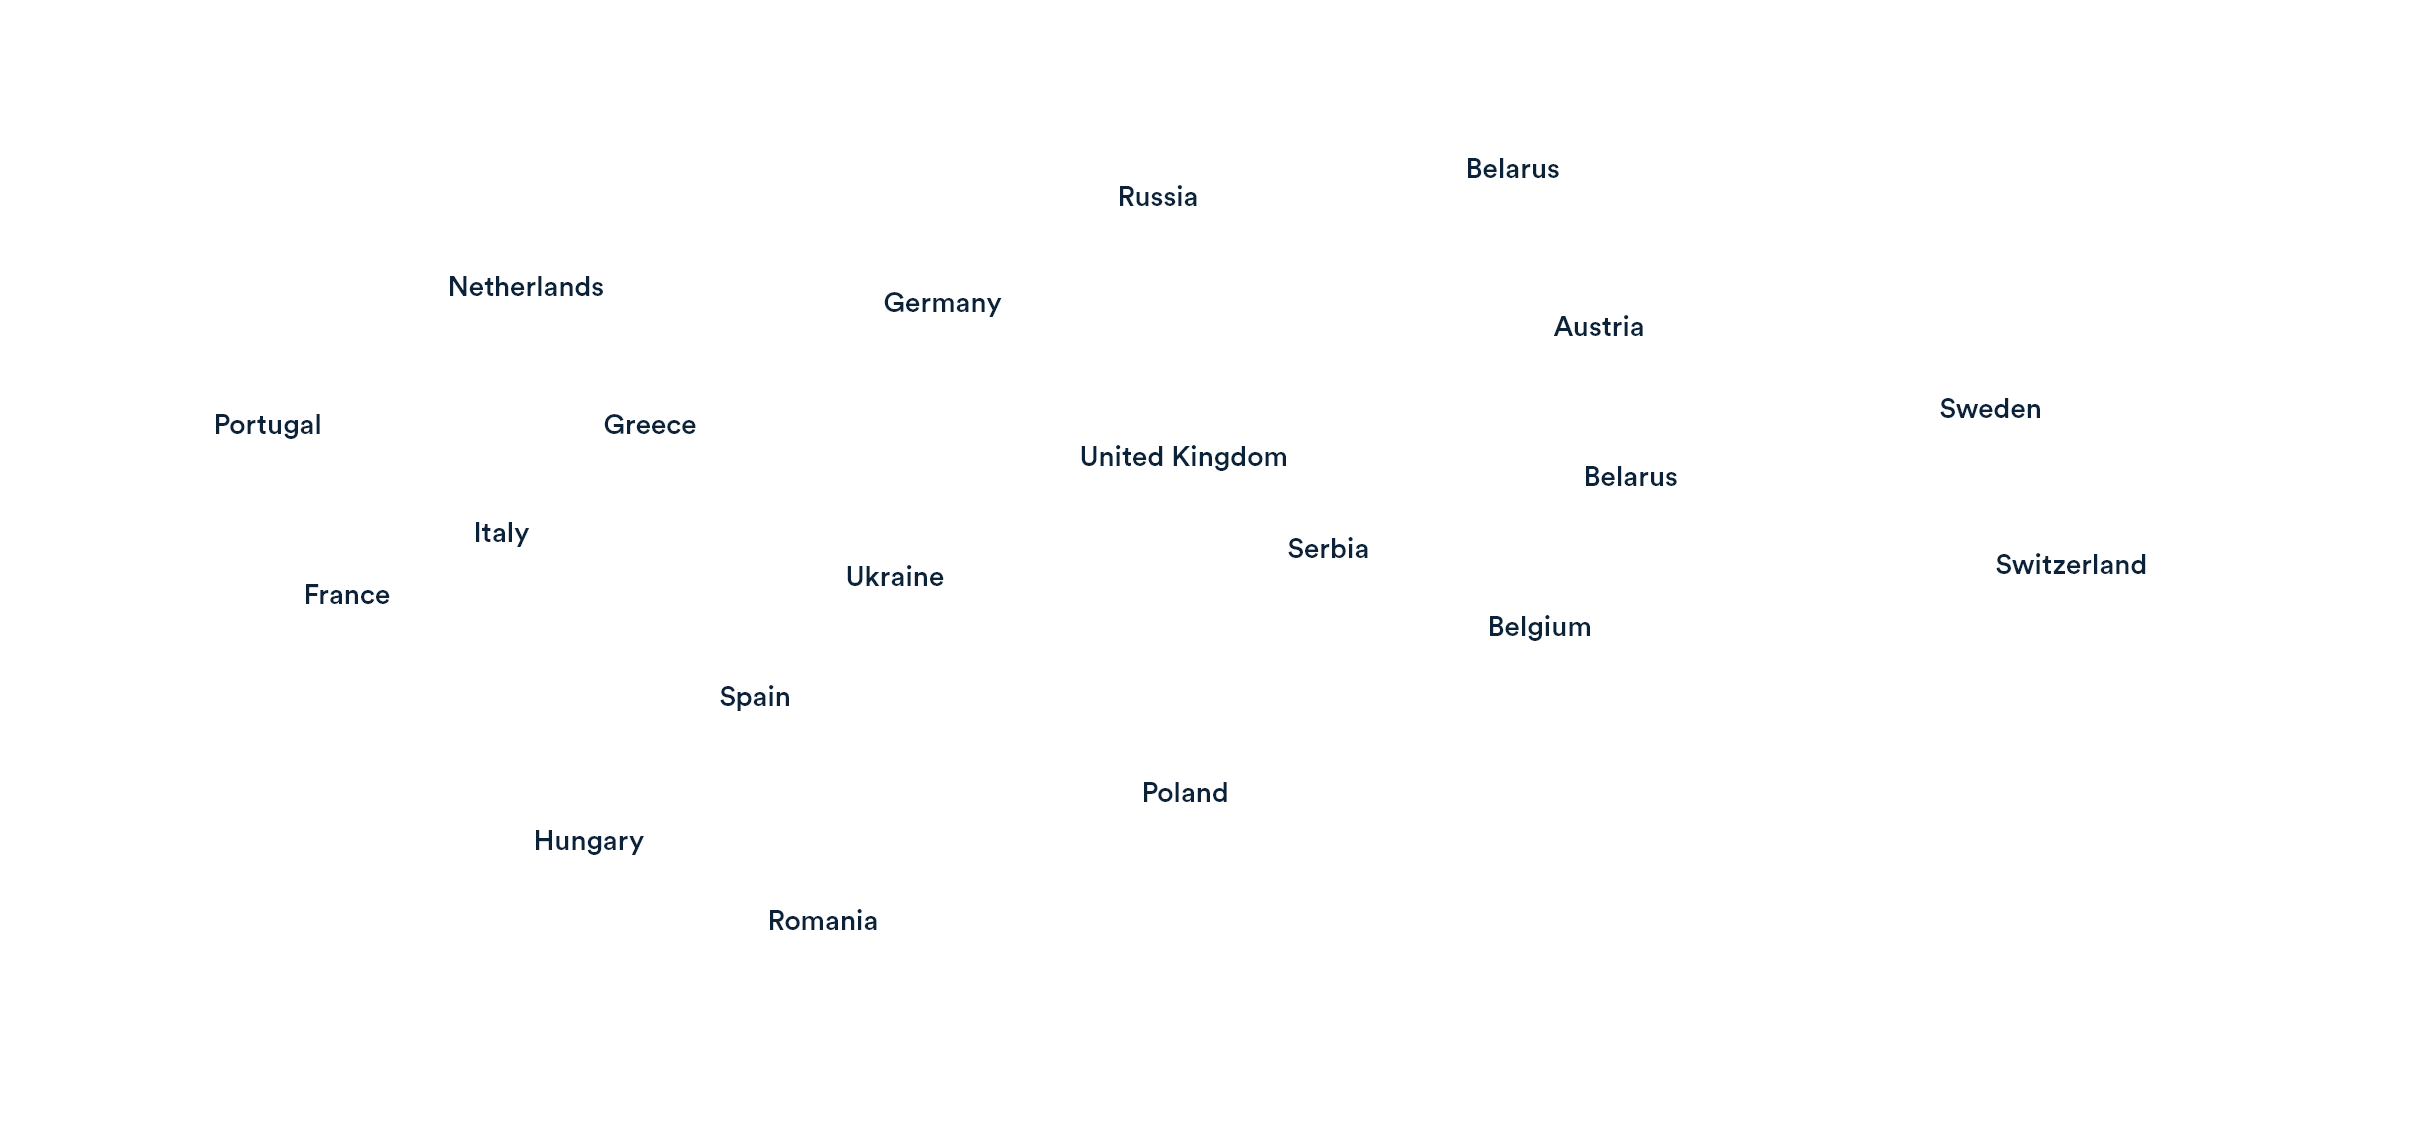 Belarus
Russia
Netherlands
Germany
Austria
Sweden
Portugal
Greece
United Kingdom
Belarus
Italy
Serbia
Switzerland
Ukraine
France
Belgium
Spain
Poland
Hungary
Romania